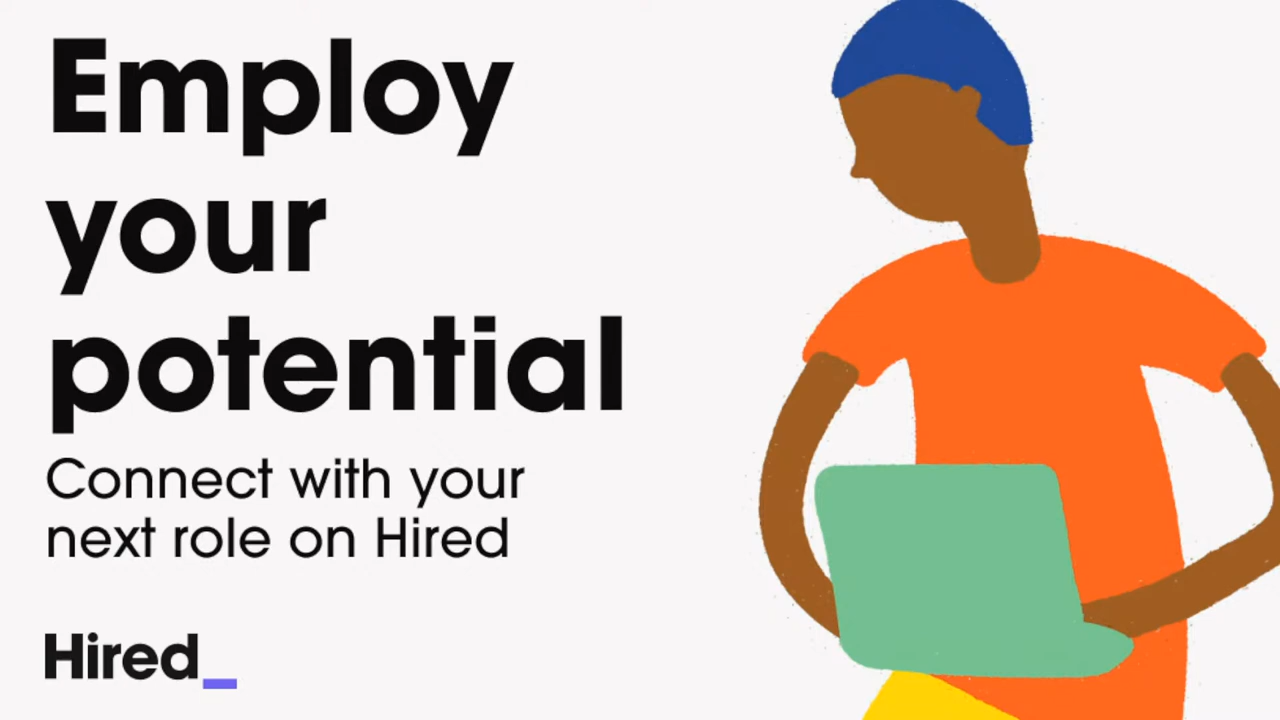 Employ
your
potential
Connect with your
next role on Hired
Hired_